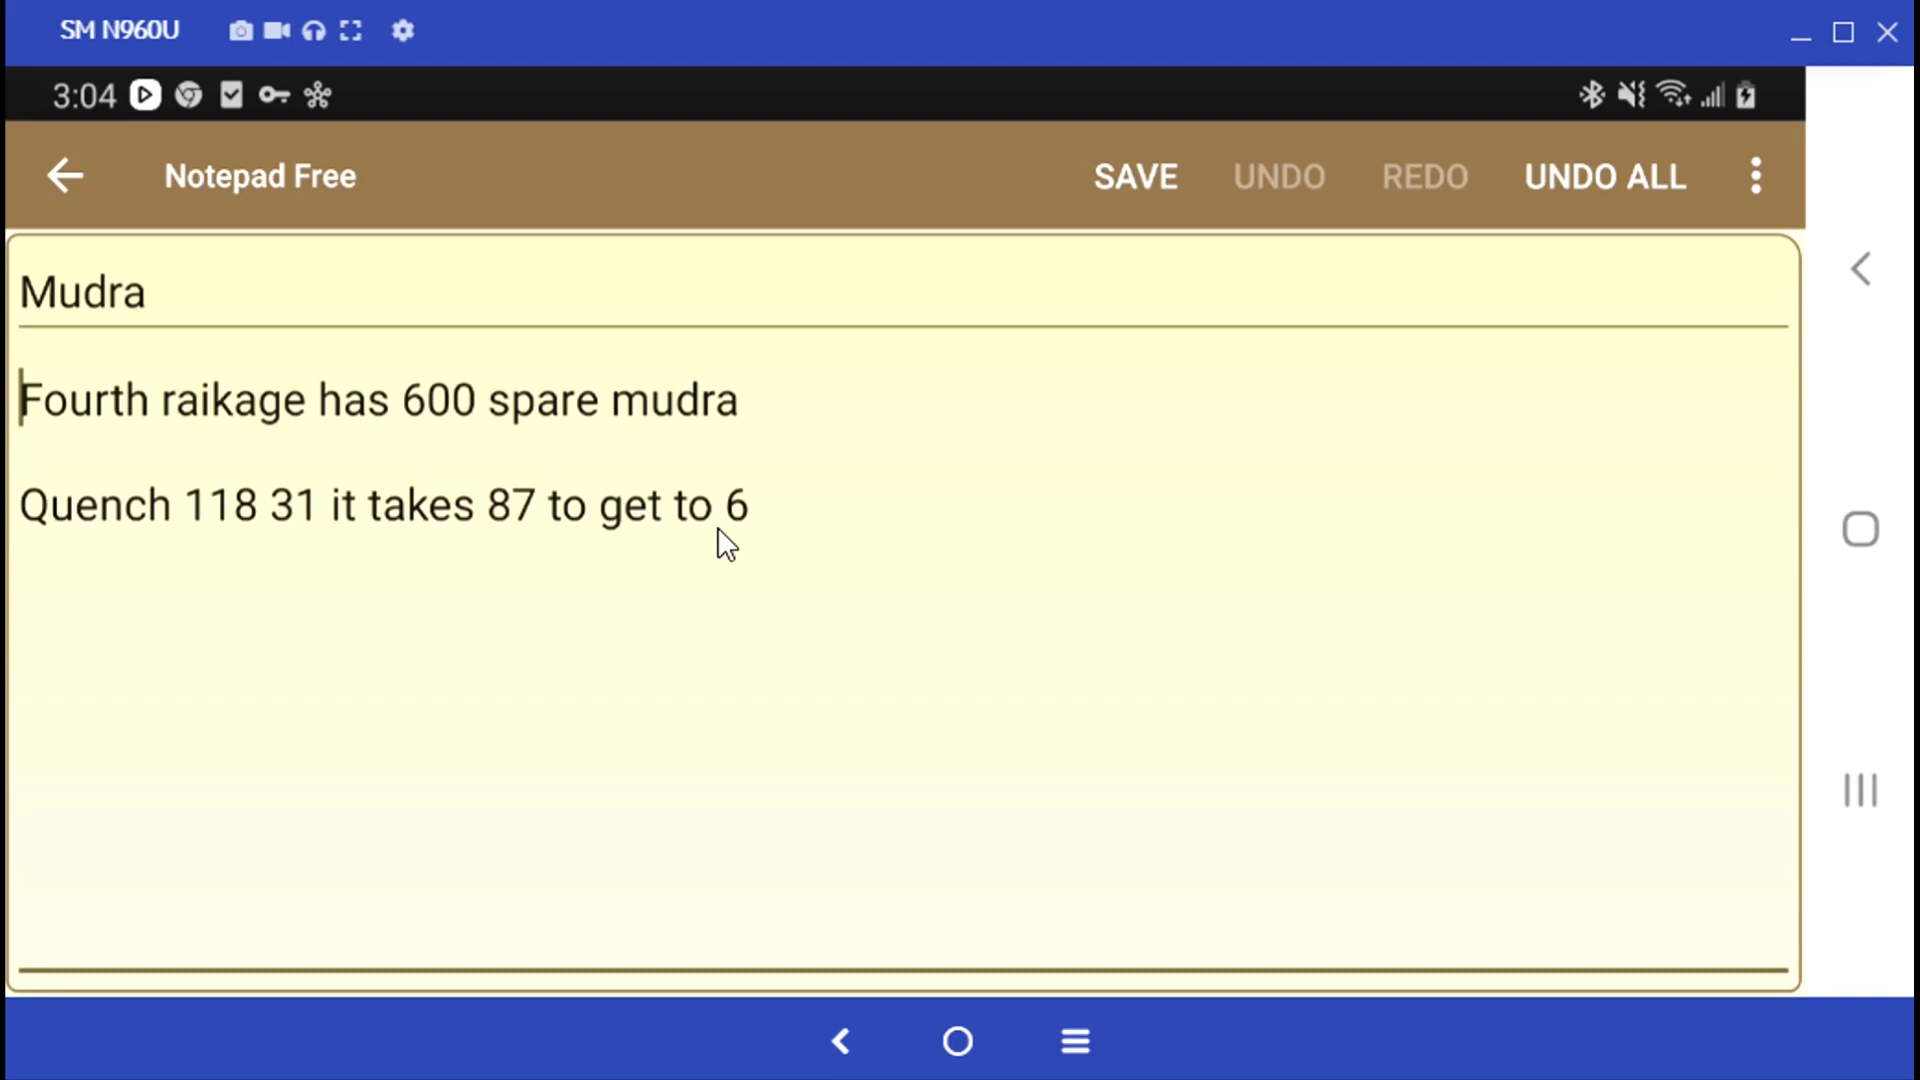 SM N960U
3:04
Notepad Free SAVE UNDO REDO UNDO ALL
Mudra
Fourth raikage has 600 spare mudra
Quench 118 31 it takes 87 to get to 6